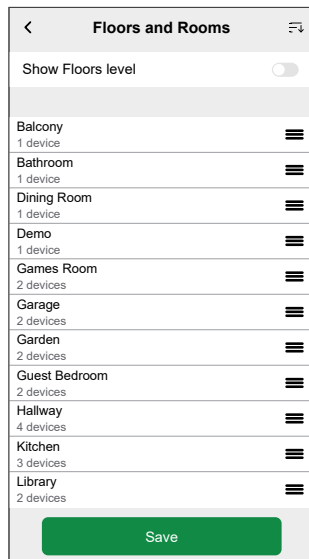 Floors and Rooms
Show Floors level
Balcony
1 device
Bathroom
1 device
Dining Room
1 device
Demo
1 device
Games Room
2 devices
Garage
2 devices
Garden
2 devices
Guest Bedroom
2 devices
Hallway
4 devices
Kitchen
3 devices
Library
2 devices
Save